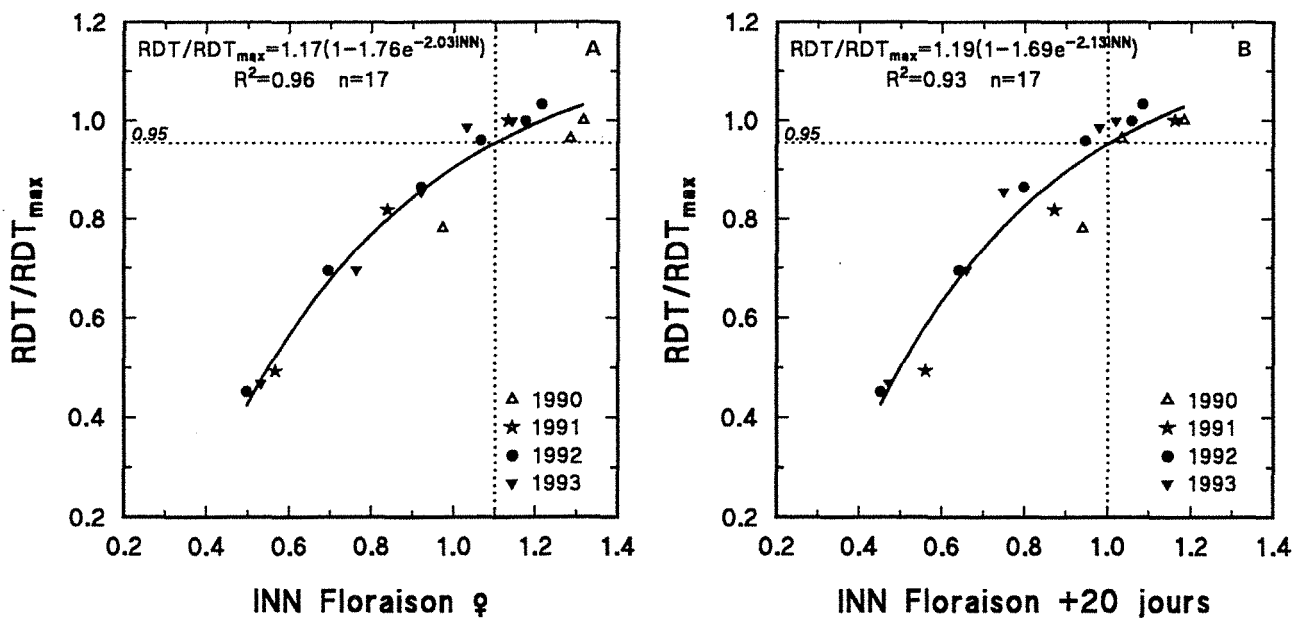 RDT/RDTmax=1.17(1-1.76e-2.03INN)
R2=0.96 n=17
A
0.95
1.2
1.0
0.8
0.6
0.4
0.2
RDT/RDTmax
1990
1991
1992
1993
0.2 0.4 0.6 0.8 1.0 1.2 1.4
INN Floraison ♀
RDT/RDTmax=1.19(1-1.69e-2.13INN)
R2=0.93 n=17
B
0.95
1.2
1.0
0.8
0.6
0.4
0.2
RDT/RDTmax
1990
1991
1992
1993
0.2 0.4 0.6 0.8 1.0 1.2 1.4
INN Floraison +20 jours